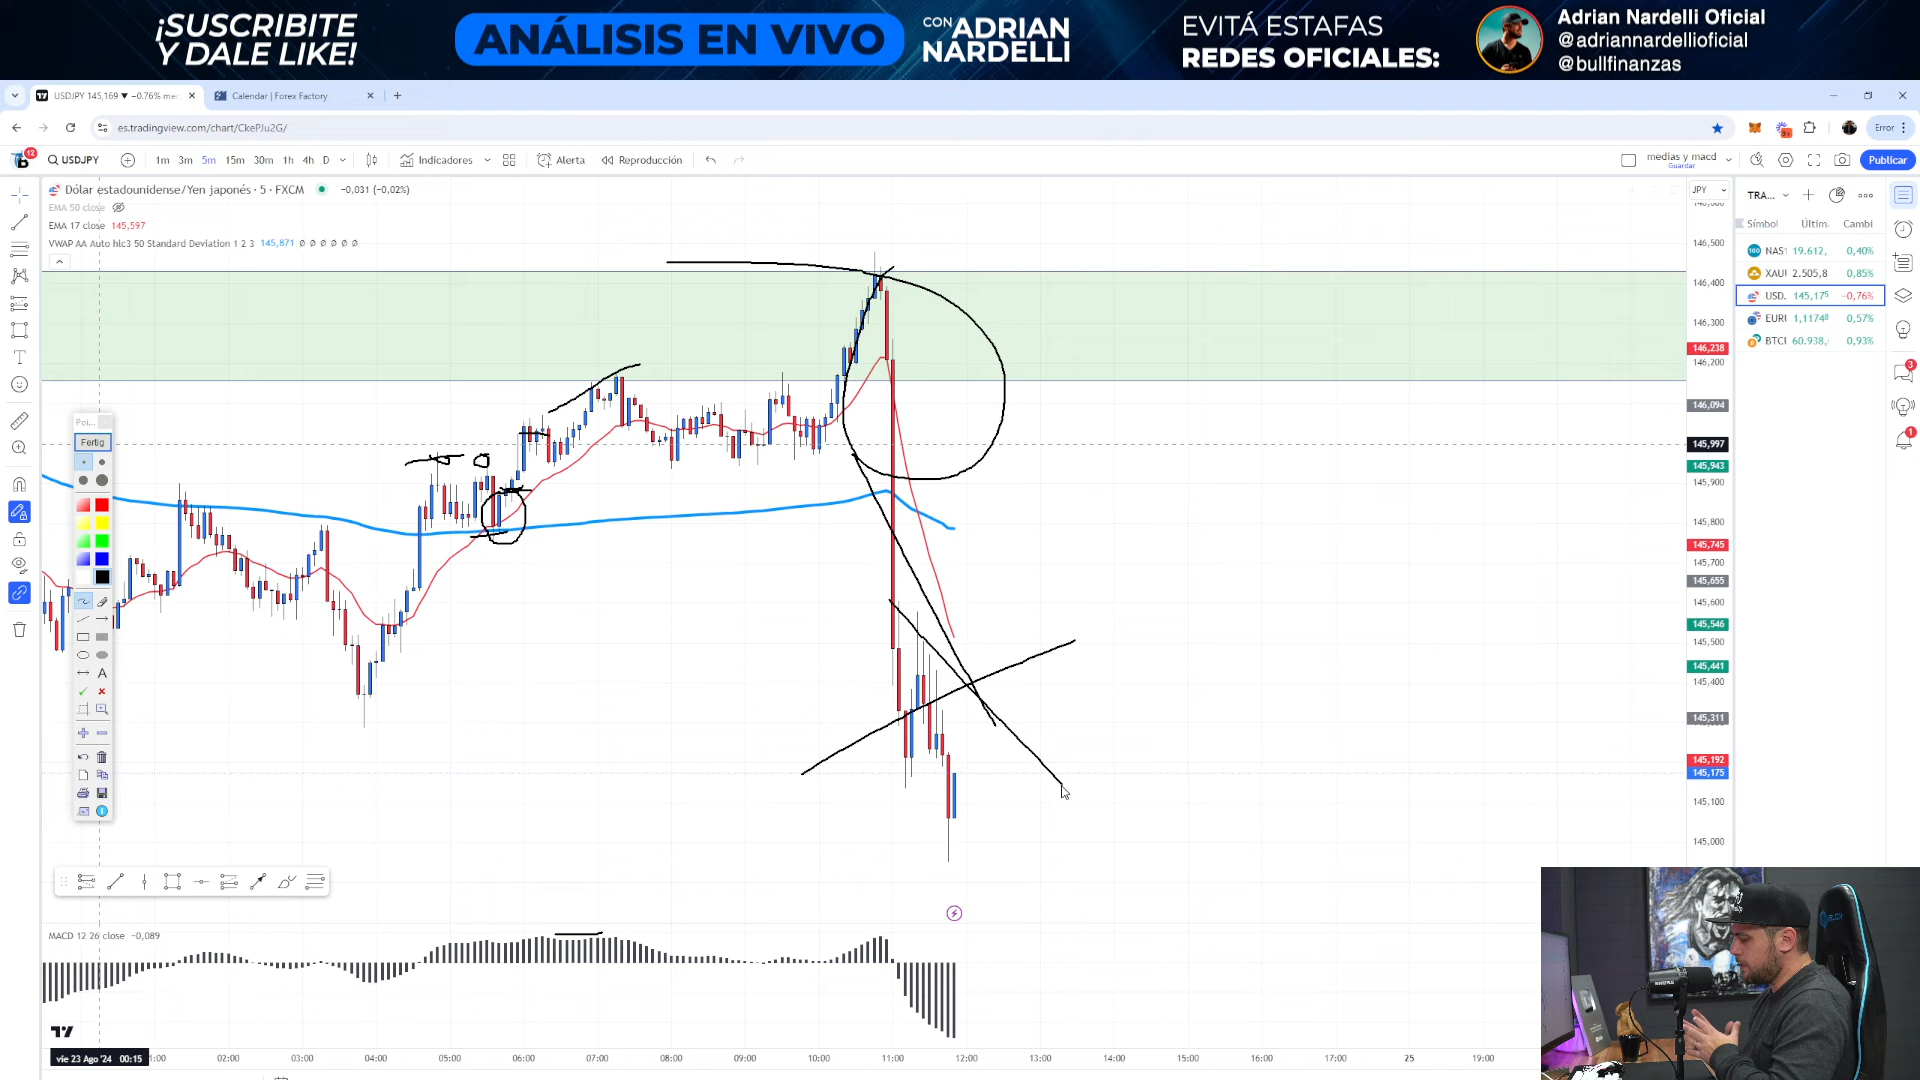 ¡SUSCRIBITE
Y DALE LIKE!
ANÁLISIS EN VIVO
CON ADRIAN
NARDELLI
EVITÁ ESTAFAS
REDES OFICIALES:
Adrian Nardelli Oficial
@adriannardellioficial
@bullfinanzas
USDJPY 145,169 ▼ −0.76% me
Calendar | Forex Factory
es.tradingview.com/chart/CkePJu2G/
Error
12
USDJPY
1m 3m 5m 15m 30m 1h 4h D
Indicadores
Alerta
Reproducción
medias y macd
Guardar
Publicar
Dólar estadounidense/Yen japonés · 5 · FXCM
−0,031 (−0,02%)
EMA 50 close
EMA 17 close 145,597
VWAP AA Auto hlc3 50 Standard Deviation 1 2 3 145,871 ∅ ∅ ∅ ∅ ∅ ∅
JPY
146,500
146,400
146,300
146,238
146,200
146,094
145,997
145,943
145,900
145,800
145,745
145,700
145,655
145,600
145,546
145,500
145,441
145,400
145,311
145,192
145,175
145,100
145,000
TRA...
Símbol Últim. Cambi
NAS1 19.612, 0,40%
XAUI 2.505,8 0,85%
USD. 145,175 −0,76%
EURI 1,11748 0,57%
BTCI 60.938, 0,93%
3
1
Poi...
Fertig
A
MACD 12 26 close −0,089
vie 23 Ago '24 00:15
1:00 02:00 03:00 04:00 05:00 06:00 07:00 08:00 09:00 10:00 11:00 12:00 13:00 14:00 15:00 16:00 17:00 25 19:00
SHURE